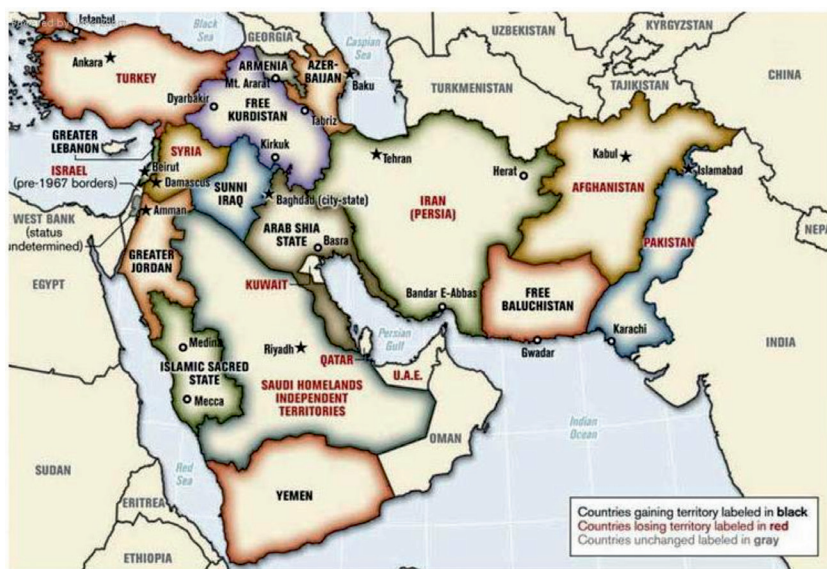 Istanbul
Black
Sea
GEORGIA
Caspian
Sea
UZBEKISTAN
KYRGYZSTAN
Ankara
TURKEY
ARMENIA
Mt. Ararat
AZER-
BAIJAN
Baku
TURKMENISTAN
TAJIKISTAN
CHINA
Dyarbakir
FREE
KURDISTAN
Tabriz
GREATER
LEBANON
SYRIA
Kirkuk
Tehran
Herat
Kabul
Islamabad
ISRAEL
(pre-1967 borders)
Beirut
Damascus
SUNNI
IRAQ
Baghdad (city-state)
IRAN
(PERSIA)
AFGHANISTAN
WEST BANK
(status
undetermined)
Amman
ARAB SHIA
STATE
Basra
PAKISTAN
GREATER
JORDAN
EGYPT
KUWAIT
Bandar E-Abbas
FREE
BALUCHISTAN
Medina
Riyadh
Persian
Gulf
Gwadar
Karachi
INDIA
ISLAMIC SACRED
STATE
Mecca
QATAR
U.A.E.
SAUDI HOMELANDS
INDEPENDENT
TERRITORIES
OMAN
Indian
Ocean
SUDAN
Red
Sea
YEMEN
ERITREA
ETHIOPIA
Countries gaining territory labeled in black
Countries losing territory labeled in red
Countries unchanged labeled in gray